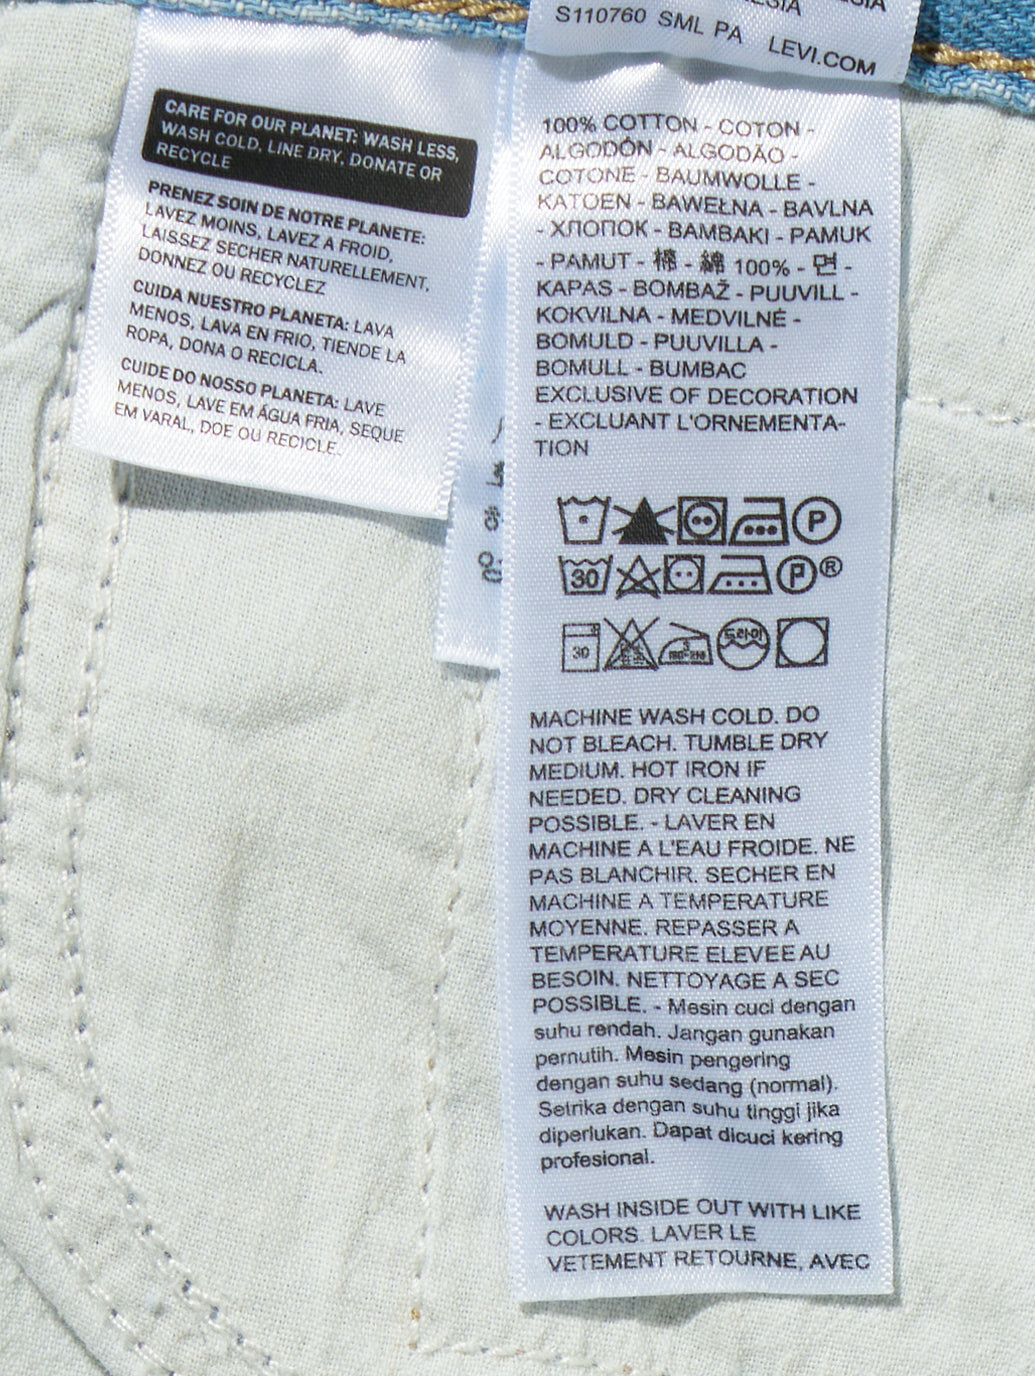 S110760 SML PA LEVI.COM
CARE FOR OUR PLANET: WASH LESS,
WASH COLD, LINE DRY, DONATE OR
RECYCLE
PRENEZ SOIN DE NOTRE PLANETE:
LAVEZ MOINS, LAVEZ A FROID,
LAISSEZ SECHER NATURELLEMENT,
DONNEZ OU RECYCLEZ
CUIDA NUESTRO PLANETA: LAVA
MENOS, LAVA EN FRIO, TIENDE LA
ROPA, DONA O RECICLA.
CUIDE DO NOSSO PLANETA: LAVE
MENOS, LAVE EM ÁGUA FRIA, SEQUE
EM VARAL, DOE OU RECICLE.
100% COTTON - COTON -
ALGODÓN - ALGODÃO -
COTONE - BAUMWOLLE -
KATOEN - BAWEŁNA - BAVLNA
- ХЛОПОК - BAMBAKI - PAMUK
- PAMUT - 棉 - 綿 100% - 면 -
KAPAS - BOMBAŽ - PUUVILL -
KOKVILNA - MEDVILNĖ -
BOMULD - PUUVILLA -
BOMULL - BUMBAC
EXCLUSIVE OF DECORATION
- EXCLUANT L'ORNEMENTA-
TION
P
30 P ®
30 드라이
MACHINE WASH COLD. DO
NOT BLEACH. TUMBLE DRY
MEDIUM. HOT IRON IF
NEEDED. DRY CLEANING
POSSIBLE. - LAVER EN
MACHINE A L'EAU FROIDE. NE
PAS BLANCHIR. SECHER EN
MACHINE A TEMPERATURE
MOYENNE. REPASSER A
TEMPERATURE ELEVEE AU
BESOIN. NETTOYAGE A SEC
POSSIBLE. - Mesin cuci dengan
suhu rendah. Jangan gunakan
pemutih. Mesin pengering
dengan suhu sedang (normal).
Setrika dengan suhu tinggi jika
diperlukan. Dapat dicuci kering
profesional.
WASH INSIDE OUT WITH LIKE
COLORS. LAVER LE
VETEMENT RETOURNE, AVEC